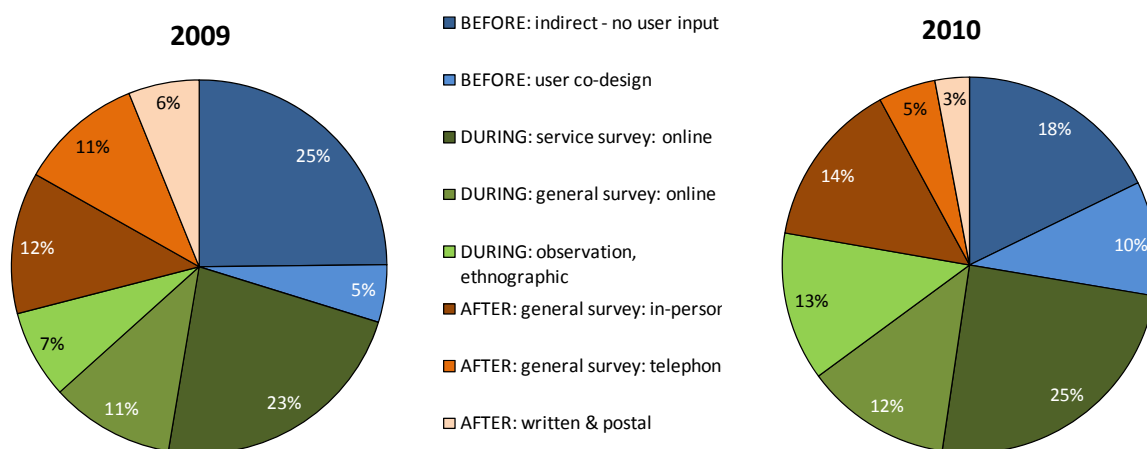 2009
25%
5%
23%
11%
7%
12%
11%
6%
BEFORE: indirect - no user input
BEFORE: user co-design
DURING: service survey: online
DURING: general survey: online
DURING: observation,
ethnographic
AFTER: general survey: in-person
AFTER: general survey: telephon
AFTER: written & postal
2010
18%
10%
25%
12%
13%
14%
5%
3%